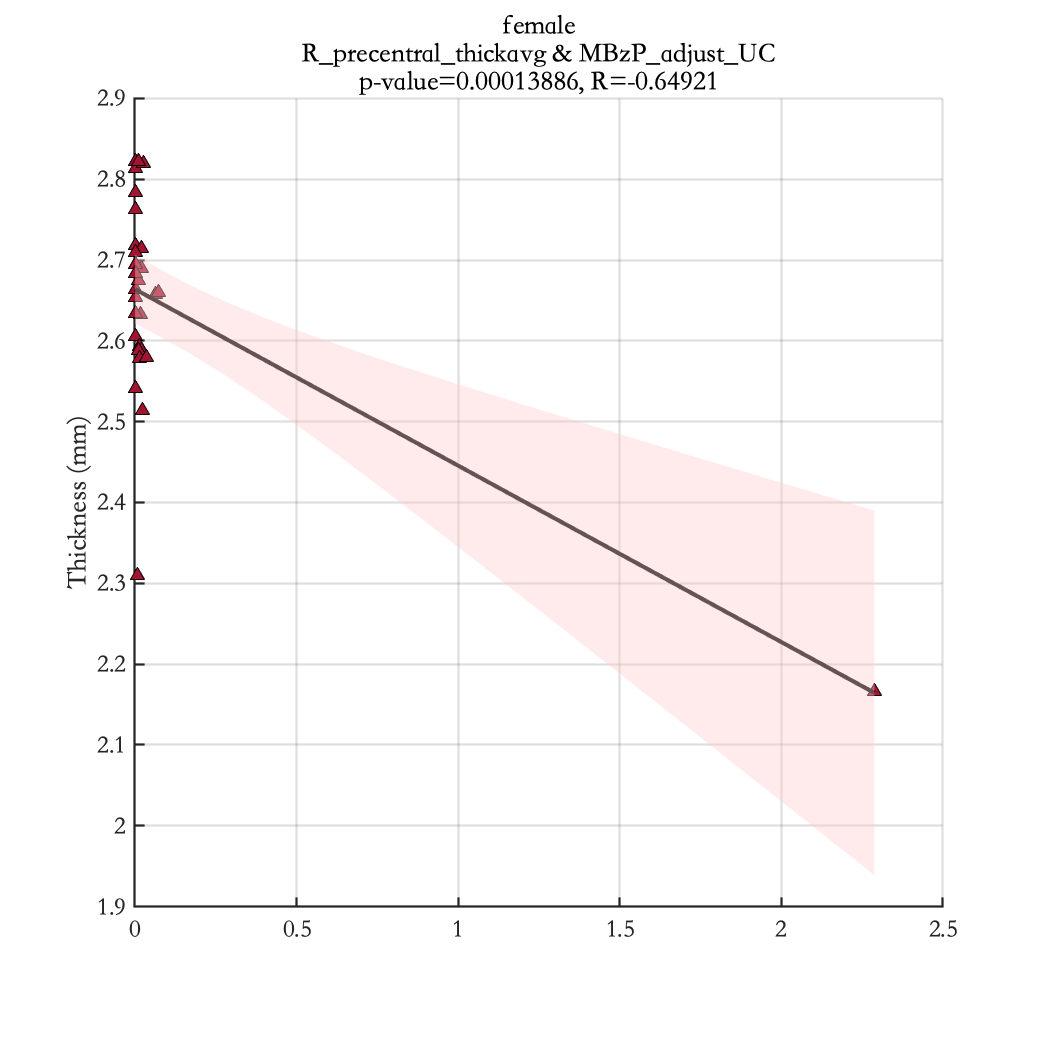 female
R_precentral_thickavg & MBzP_adjust_UC
p-value=0.00013886, R=-0.64921
2.9
2.8
2.7
2.6
2.5
2.4
2.3
2.2
2.1
2
1.9
Thickness (mm)
0 0.5 1 1.5 2 2.5